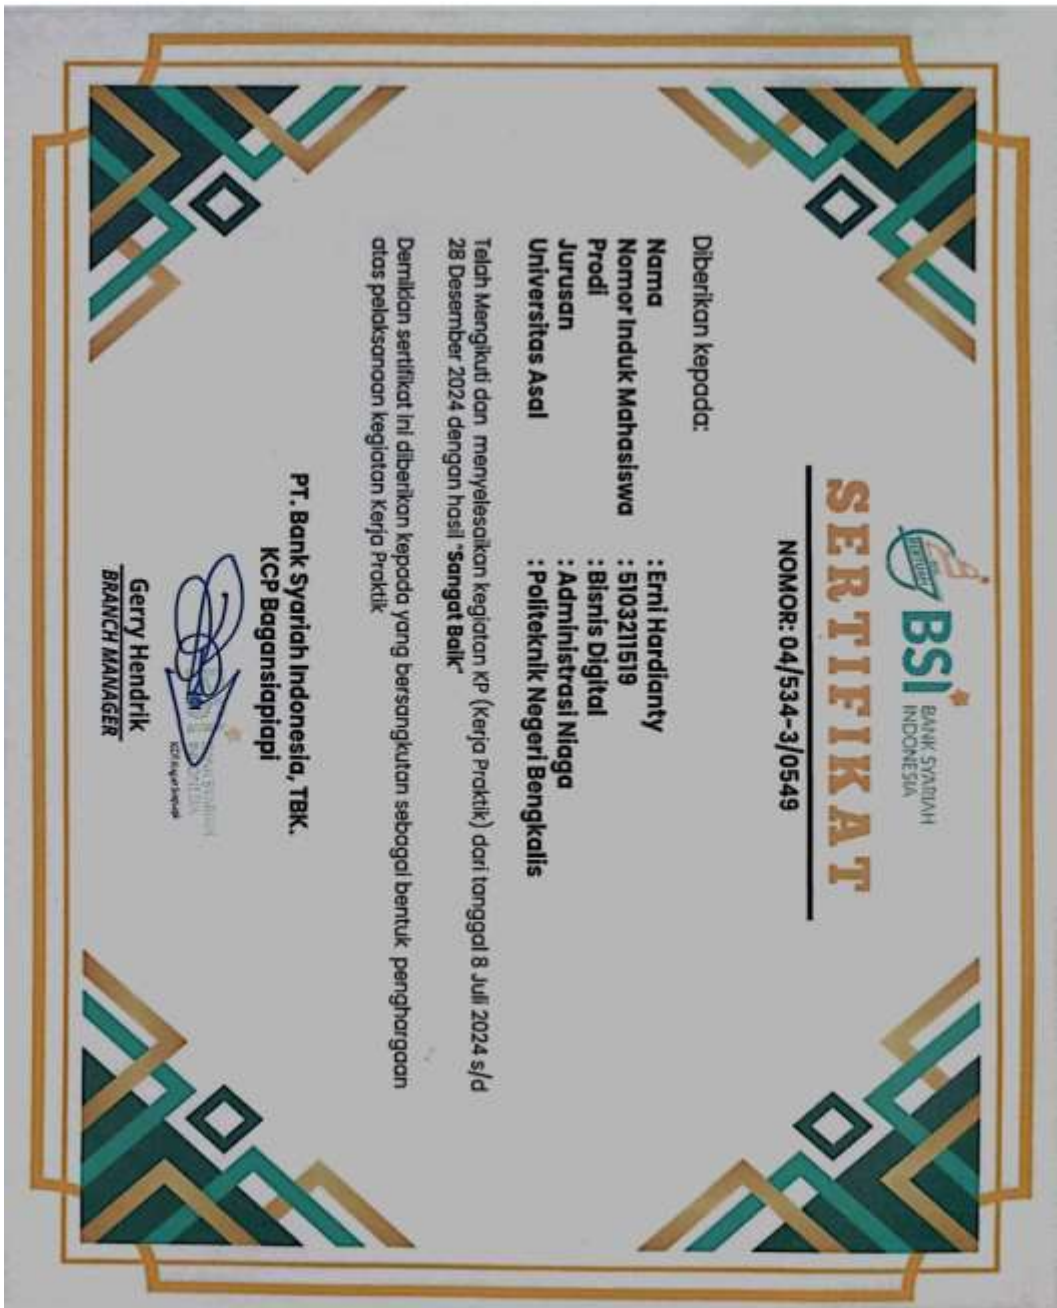 BSI BANK SYARIAH
INDONESIA
SERTIFIKAT
NOMOR: 04/534-3/0549
Diberikan kepada:
Nama : Erni Hardianty
Nomor Induk Mahasiswa : 5103211519
Prodi : Bisnis Digital
Jurusan : Administrasi Niaga
Universitas Asal : Politeknik Negeri Bengkalis
Telah Mengikuti dan menyelesaikan kegiatan KP (Kerja Praktik) dari tanggal 8 Juli 2024 s/d
28 Desember 2024 dengan hasil "Sangat Baik"
Demikian sertifikat ini diberikan kepada yang bersangkutan sebagai bentuk penghargaan
atas pelaksanaan kegiatan Kerja Praktik
PT. Bank Syariah Indonesia, TBK.
KCP Bagansiapiapi
Gerry Hendrik
BRANCH MANAGER